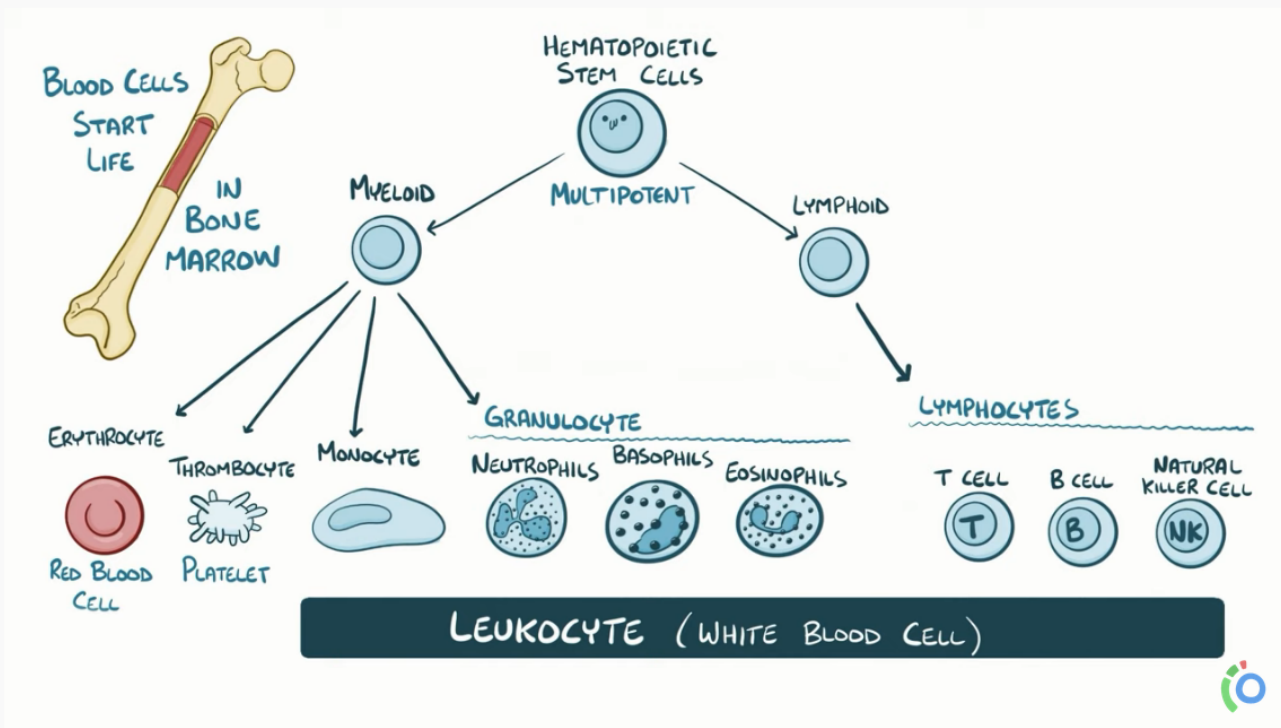 BLOOD CELLS
START
LIFE
IN
BONE
MARROW
HEMATOPOIETIC
STEM CELLS
MULTIPOTENT
MYELOID
LYMPHOID
ERYTHROCYTE
RED BLOOD
CELL
THROMBOCYTE
PLATELET
MONOCYTE
GRANULOCYTE
NEUTROPHILS
BASOPHILS
EOSINOPHILS
LYMPHOCYTES
T CELL
T
B CELL
B
NATURAL
KILLER CELL
NK
LEUKOCYTE (WHITE BLOOD CELL)